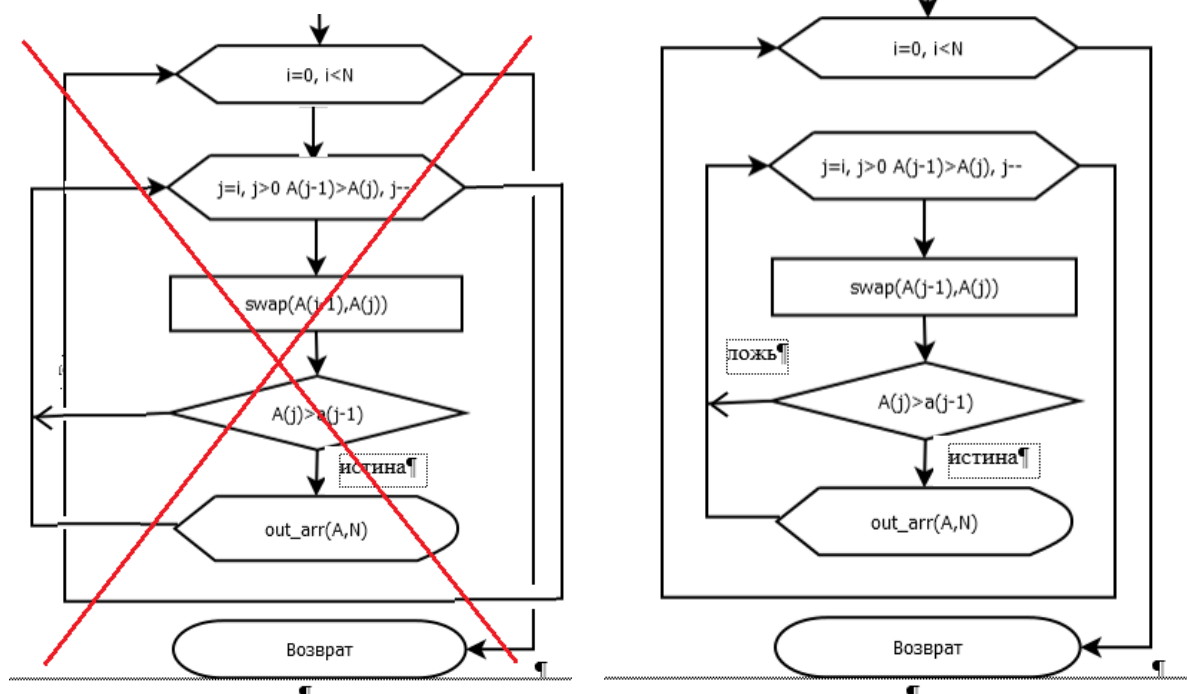 i=0, i<N
j=i, j>0 A(j-1)>A(j), j--
swap(A(j-1),A(j))
A(j)>a(j-1)
истина¶
out_arr(A,N)
Возврат
¶
¶
i=0, i<N
j=i, j>0 A(j-1)>A(j), j--
swap(A(j-1),A(j))
ложь¶
A(j)>a(j-1)
истина¶
out_arr(A,N)
Возврат
¶
¶